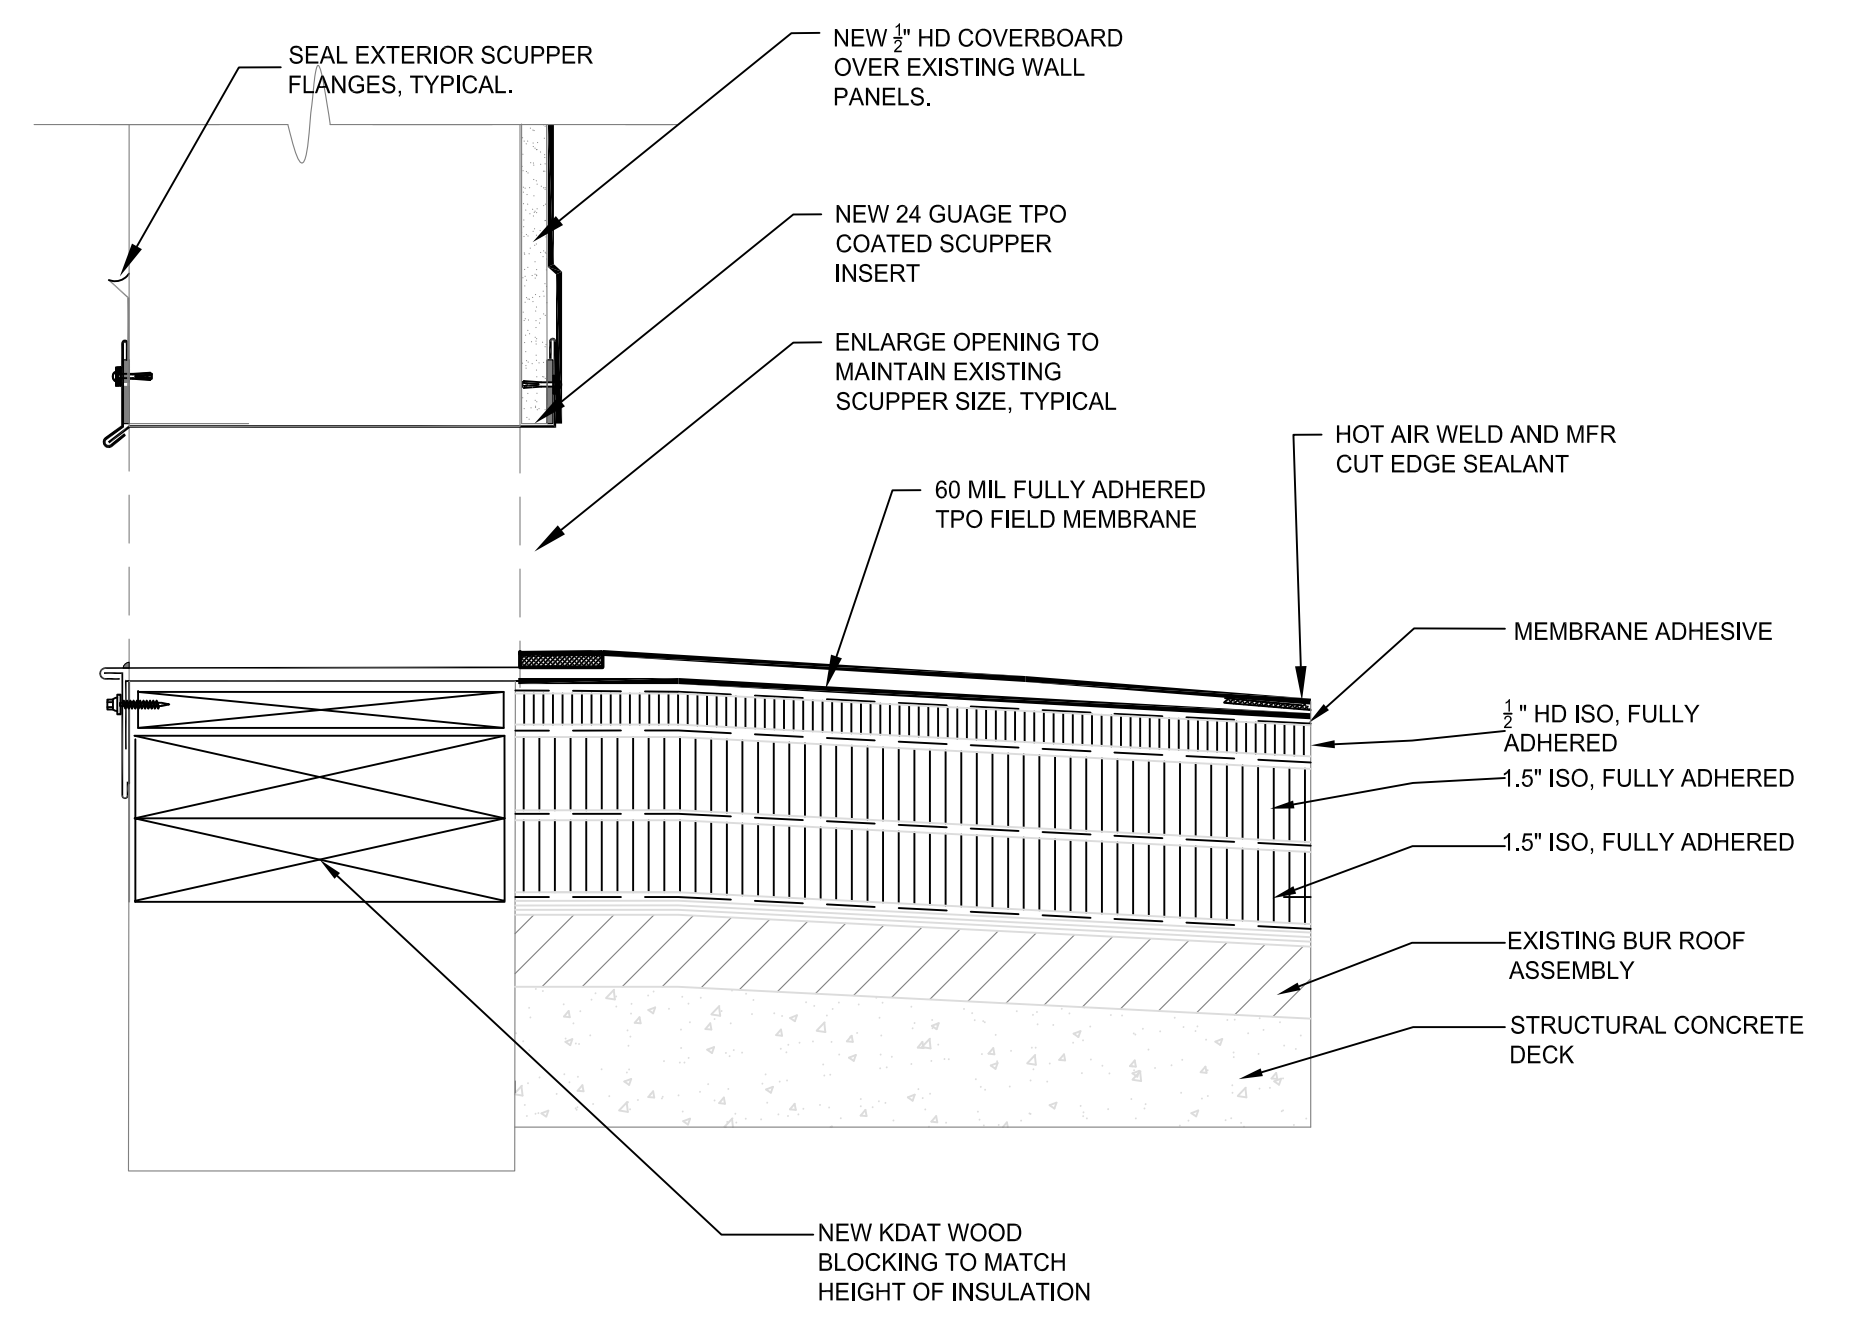 SEAL EXTERIOR SCUPPER
FLANGES, TYPICAL.
NEW ½" HD COVERBOARD
OVER EXISTING WALL
PANELS.
NEW 24 GUAGE TPO
COATED SCUPPER
INSERT
ENLARGE OPENING TO
MAINTAIN EXISTING
SCUPPER SIZE, TYPICAL
HOT AIR WELD AND MFR
CUT EDGE SEALANT
60 MIL FULLY ADHERED
TPO FIELD MEMBRANE
MEMBRANE ADHESIVE
½" HD ISO, FULLY
ADHERED
1.5" ISO, FULLY ADHERED
1.5" ISO, FULLY ADHERED
EXISTING BUR ROOF
ASSEMBLY
STRUCTURAL CONCRETE
DECK
NEW KDAT WOOD
BLOCKING TO MATCH
HEIGHT OF INSULATION